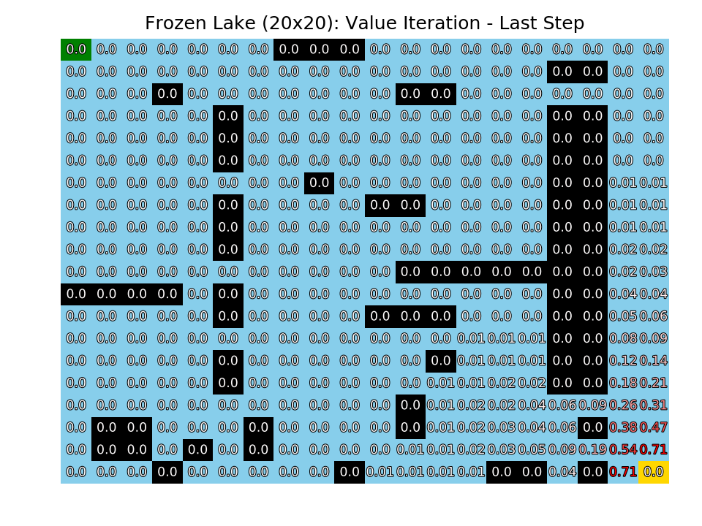 Frozen Lake (20x20): Value Iteration - Last Step
0.0 0.0 0.0 0.0 0.0 0.0 0.0 0.0 0.0 0.0 0.0 0.0 0.0 0.0 0.0 0.0 0.0 0.0 0.0 0.0
0.0 0.0 0.0 0.0 0.0 0.0 0.0 0.0 0.0 0.0 0.0 0.0 0.0 0.0 0.0 0.0 0.0 0.0 0.0 0.0
0.0 0.0 0.0 0.0 0.0 0.0 0.0 0.0 0.0 0.0 0.0 0.0 0.0 0.0 0.0 0.0 0.0 0.0 0.0 0.0
0.0 0.0 0.0 0.0 0.0 0.0 0.0 0.0 0.0 0.0 0.0 0.0 0.0 0.0 0.0 0.0 0.0 0.0 0.0 0.0
0.0 0.0 0.0 0.0 0.0 0.0 0.0 0.0 0.0 0.0 0.0 0.0 0.0 0.0 0.0 0.0 0.0 0.0 0.0 0.0
0.0 0.0 0.0 0.0 0.0 0.0 0.0 0.0 0.0 0.0 0.0 0.0 0.0 0.0 0.0 0.0 0.0 0.0 0.0 0.0
0.0 0.0 0.0 0.0 0.0 0.0 0.0 0.0 0.0 0.0 0.0 0.0 0.0 0.0 0.0 0.0 0.0 0.0 0.01 0.01
0.0 0.0 0.0 0.0 0.0 0.0 0.0 0.0 0.0 0.0 0.0 0.0 0.0 0.0 0.0 0.0 0.0 0.0 0.01 0.01
0.0 0.0 0.0 0.0 0.0 0.0 0.0 0.0 0.0 0.0 0.0 0.0 0.0 0.0 0.0 0.0 0.0 0.0 0.01 0.01
0.0 0.0 0.0 0.0 0.0 0.0 0.0 0.0 0.0 0.0 0.0 0.0 0.0 0.0 0.0 0.0 0.0 0.0 0.02 0.02
0.0 0.0 0.0 0.0 0.0 0.0 0.0 0.0 0.0 0.0 0.0 0.0 0.0 0.0 0.0 0.0 0.0 0.0 0.02 0.03
0.0 0.0 0.0 0.0 0.0 0.0 0.0 0.0 0.0 0.0 0.0 0.0 0.0 0.0 0.0 0.0 0.0 0.0 0.04 0.04
0.0 0.0 0.0 0.0 0.0 0.0 0.0 0.0 0.0 0.0 0.0 0.0 0.0 0.0 0.0 0.0 0.0 0.0 0.05 0.06
0.0 0.0 0.0 0.0 0.0 0.0 0.0 0.0 0.0 0.0 0.0 0.0 0.0 0.01 0.01 0.01 0.0 0.0 0.08 0.09
0.0 0.0 0.0 0.0 0.0 0.0 0.0 0.0 0.0 0.0 0.0 0.0 0.0 0.01 0.01 0.01 0.0 0.0 0.12 0.14
0.0 0.0 0.0 0.0 0.0 0.0 0.0 0.0 0.0 0.0 0.0 0.0 0.01 0.01 0.02 0.02 0.0 0.0 0.18 0.21
0.0 0.0 0.0 0.0 0.0 0.0 0.0 0.0 0.0 0.0 0.0 0.0 0.01 0.02 0.02 0.04 0.06 0.09 0.26 0.31
0.0 0.0 0.0 0.0 0.0 0.0 0.0 0.0 0.0 0.0 0.0 0.0 0.01 0.02 0.03 0.04 0.06 0.0 0.38 0.47
0.0 0.0 0.0 0.0 0.0 0.0 0.0 0.0 0.0 0.0 0.0 0.01 0.01 0.02 0.03 0.05 0.09 0.19 0.54 0.71
0.0 0.0 0.0 0.0 0.0 0.0 0.0 0.0 0.0 0.0 0.01 0.01 0.01 0.01 0.0 0.0 0.04 0.0 0.71 0.0